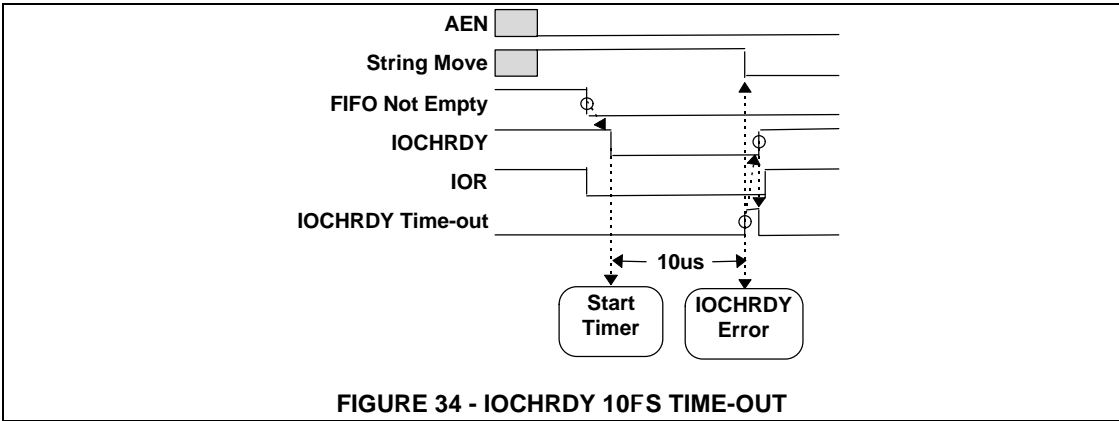 AEN
String Move
FIFO Not Empty
IOCHRDY
IOR
IOCHRDY Time-out
10us
Start
Timer
IOCHRDY
Error
FIGURE 34 - IOCHRDY 10FS TIME-OUT